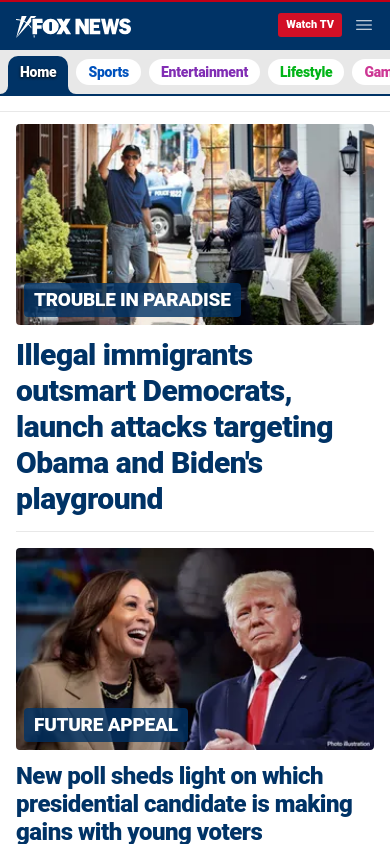 FOX NEWS
Watch TV
Home Sports Entertainment Lifestyle Gam
POLICE
TROUBLE IN PARADISE
Illegal immigrants
outsmart Democrats,
launch attacks targeting
Obama and Biden's
playground
Photo illustration
FUTURE APPEAL
New poll sheds light on which
presidential candidate is making
gains with young voters